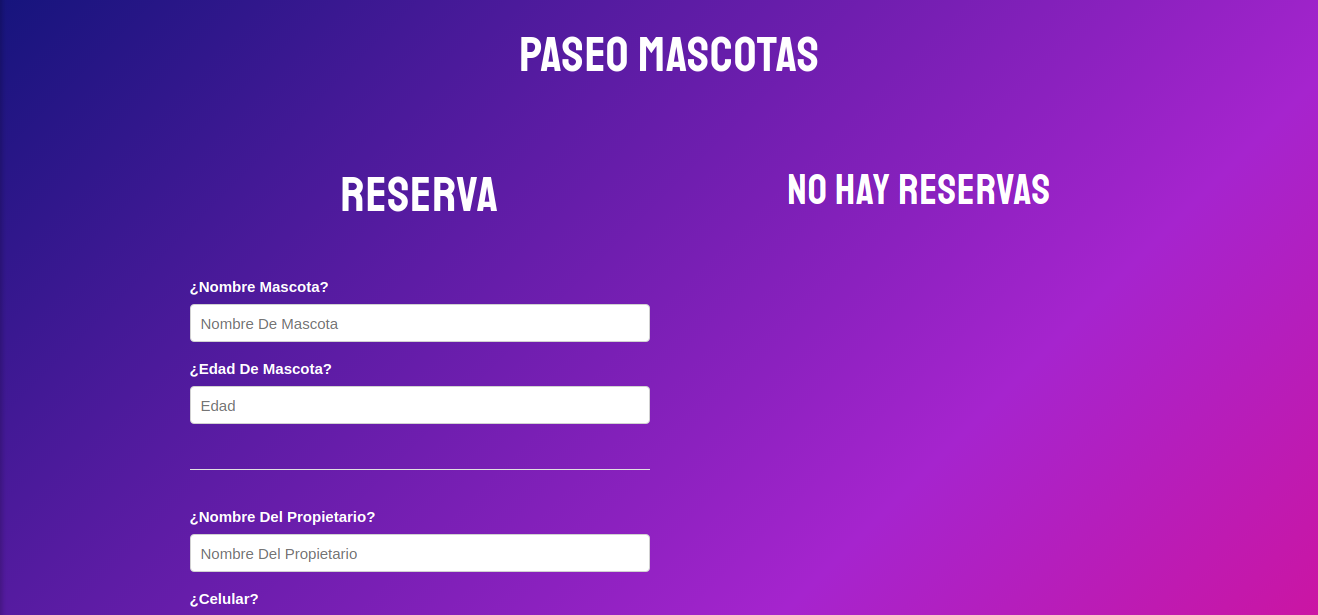 PASEO MASCOTAS
RESERVA
¿Nombre Mascota?
Nombre De Mascota
¿Edad De Mascota?
Edad
¿Nombre Del Propietario?
Nombre Del Propietario
¿Celular?
NO HAY RESERVAS